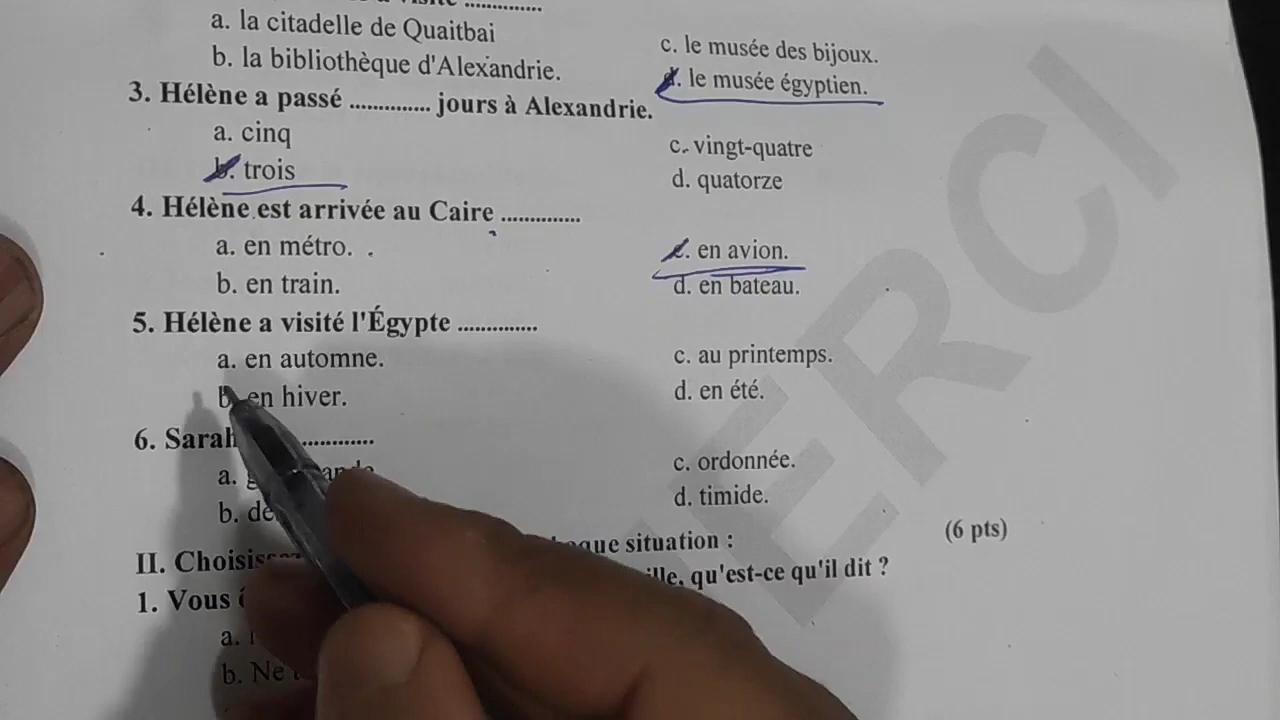 ..............
a. la citadelle de Quaitbai
b. la bibliothèque d'Alexandrie.
c. le musée des bijoux.
d. le musée égyptien.
3. Hélène a passé .............. jours à Alexandrie.
a. cinq
b. trois
c. vingt-quatre
d. quatorze
4. Hélène est arrivée au Caire ..............
a. en métro.
b. en train.
c. en avion.
d. en bateau.
5. Hélène a visité l'Égypte ..............
a. en automne.
b. en hiver.
c. au printemps.
d. en été.
6. Sarah ............
a.
b.
c. ordonnée.
d. timide.
II. situation :
(6 pts)
1. Vous qu'est-ce qu'il dit ?
a.
b. Ne
ERCI